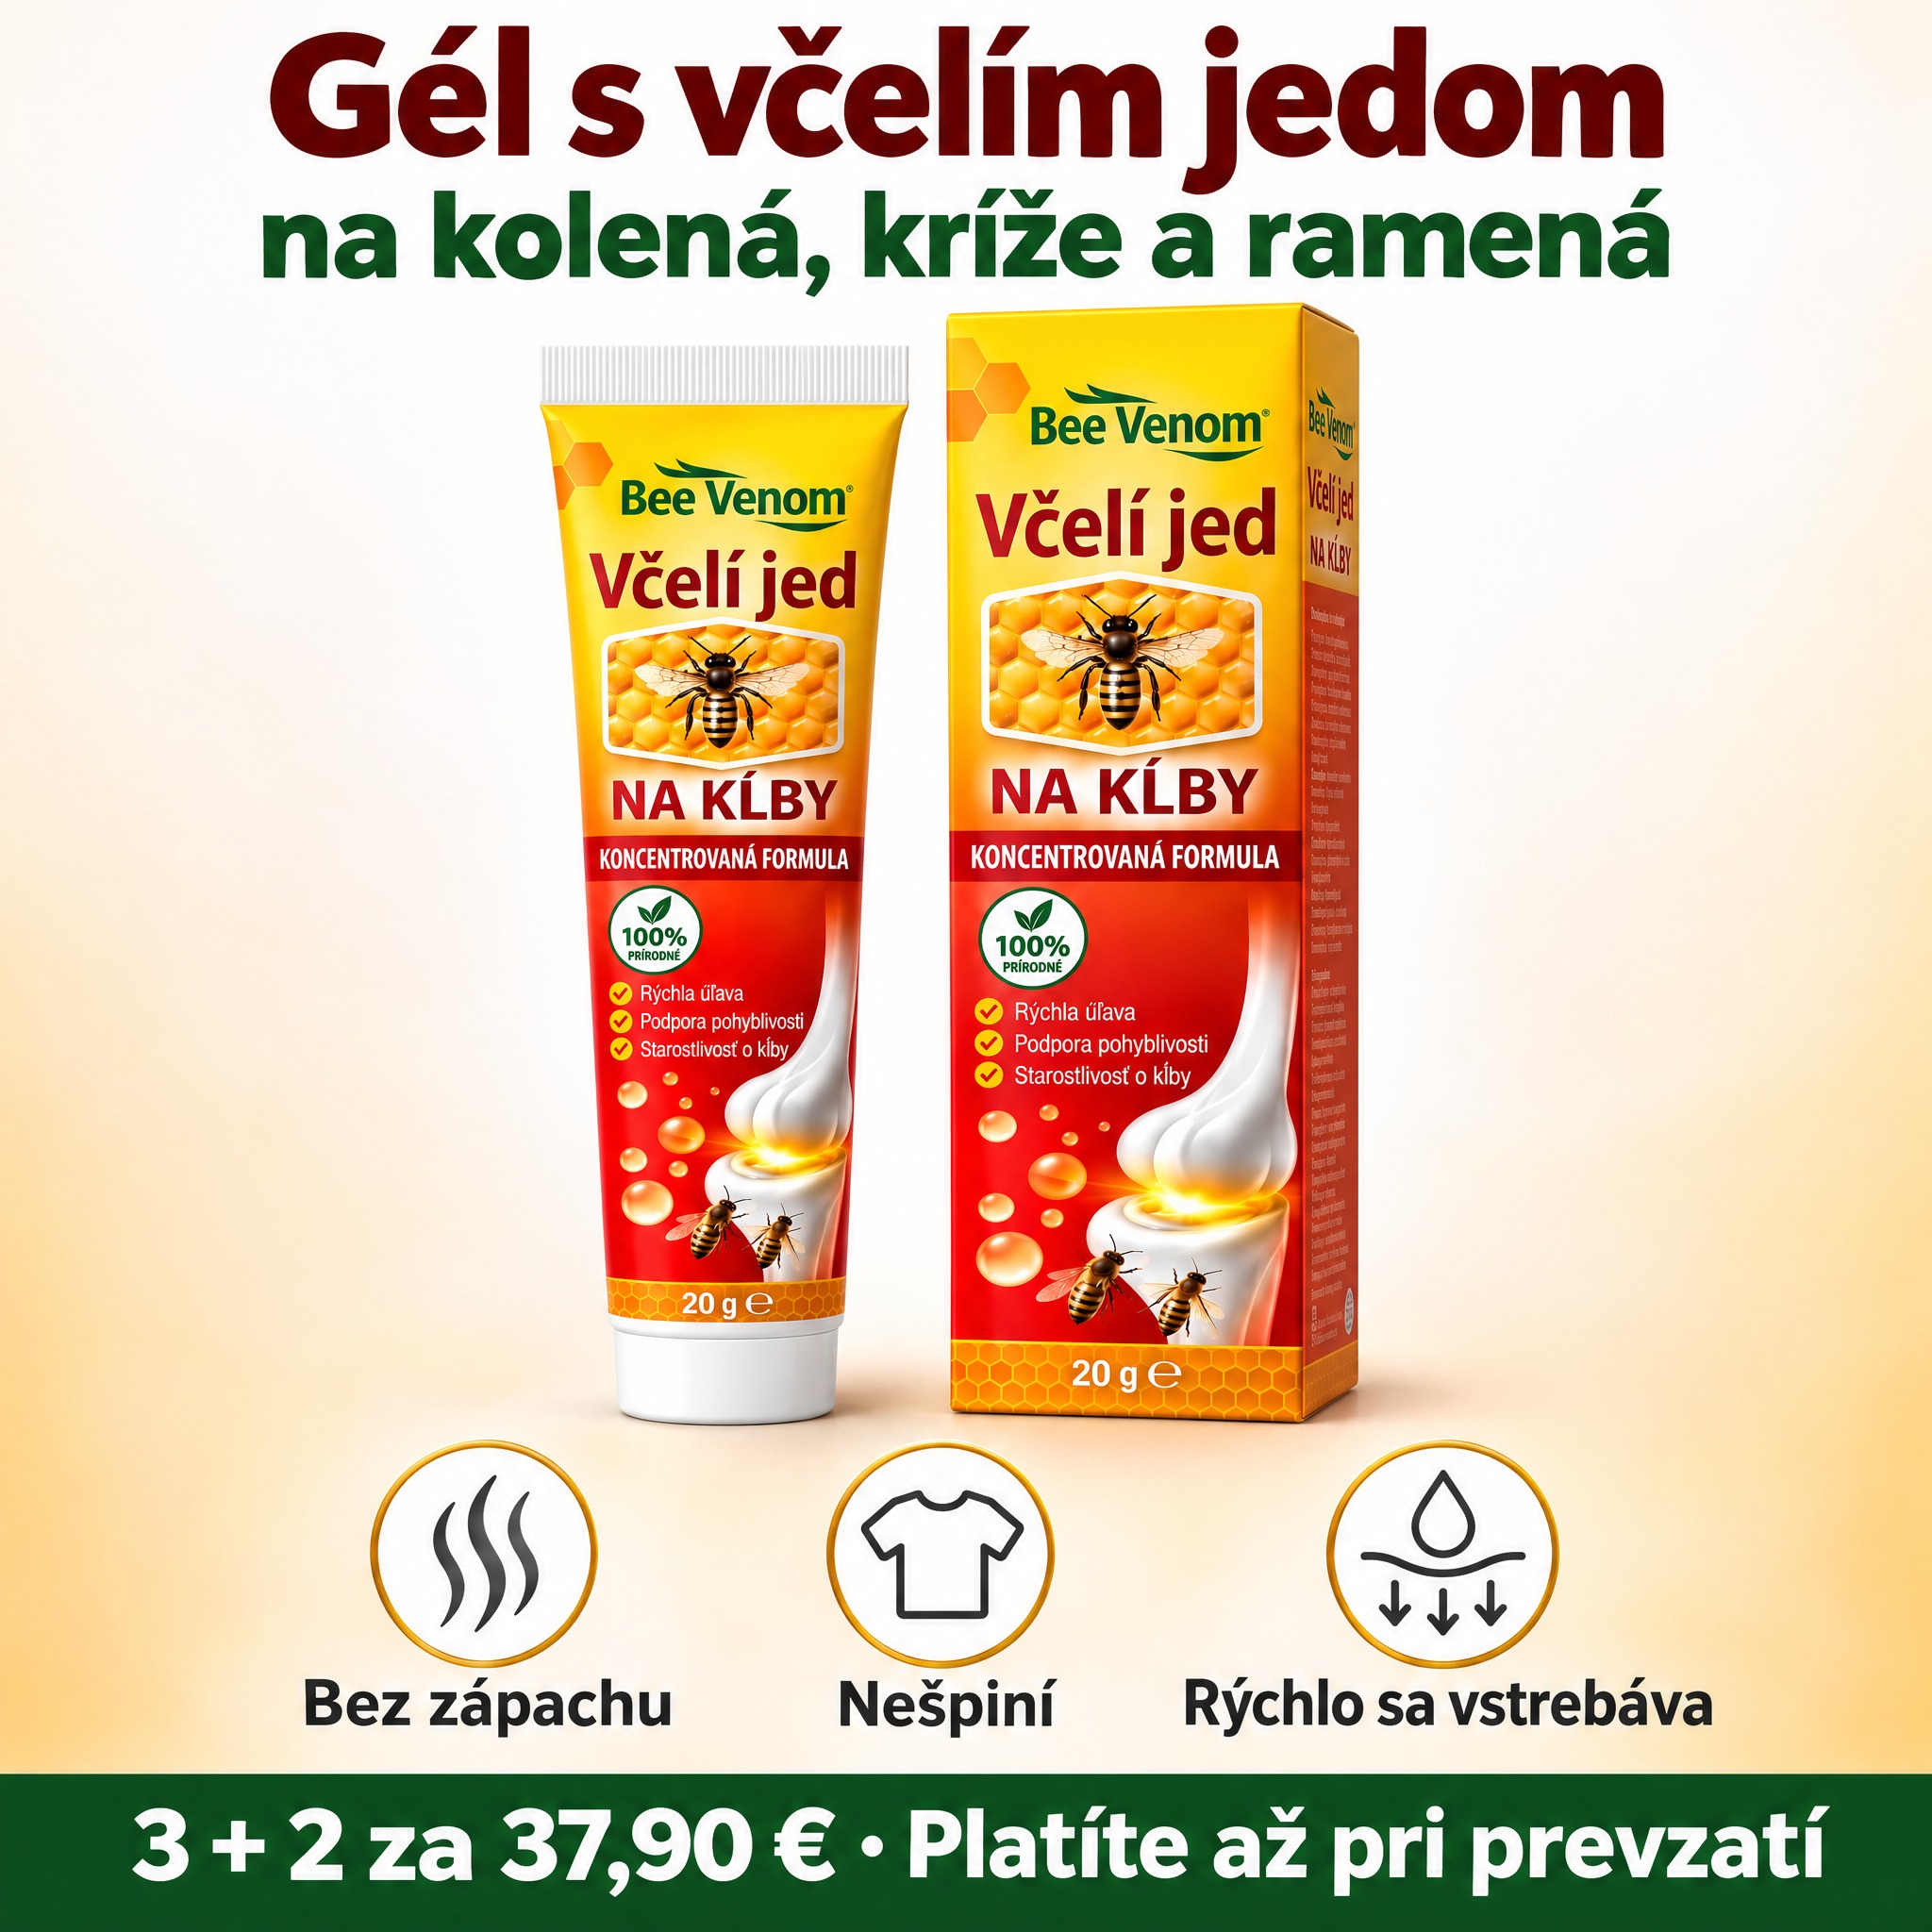 Gél s včelím jedom
na kolená, kríže a ramená
Bee Venom®
Včelí jed
NA KĹBY
KONCENTROVANÁ FORMULA
100%
PRÍRODNÉ
Rýchla úľava
Podpora pohyblivosti
Starostlivosť o kĺby
20 g ℮
Bee Venom®
Včelí jed
NA KĹBY
KONCENTROVANÁ FORMULA
100%
PRÍRODNÉ
Rýchla úľava
Podpora pohyblivosti
Starostlivosť o kĺby
20 g ℮
Bee Venom
Včelí jed
NA KĹBY
Bez zápachu
Nešpiní
Rýchlo sa vstrebáva
3 + 2 za 37,90 € • Platíte až pri prevzatí